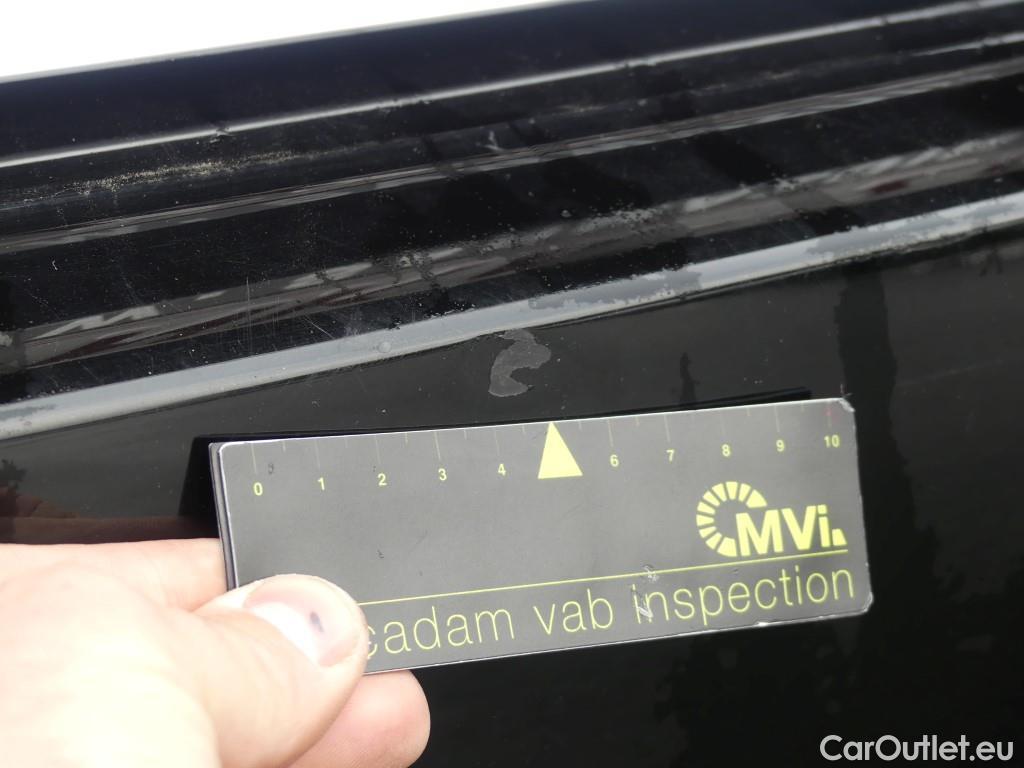 0 1 2 3 4 6 7 8 9 10
MVi
cadam vab inspection
CarOutlet.eu